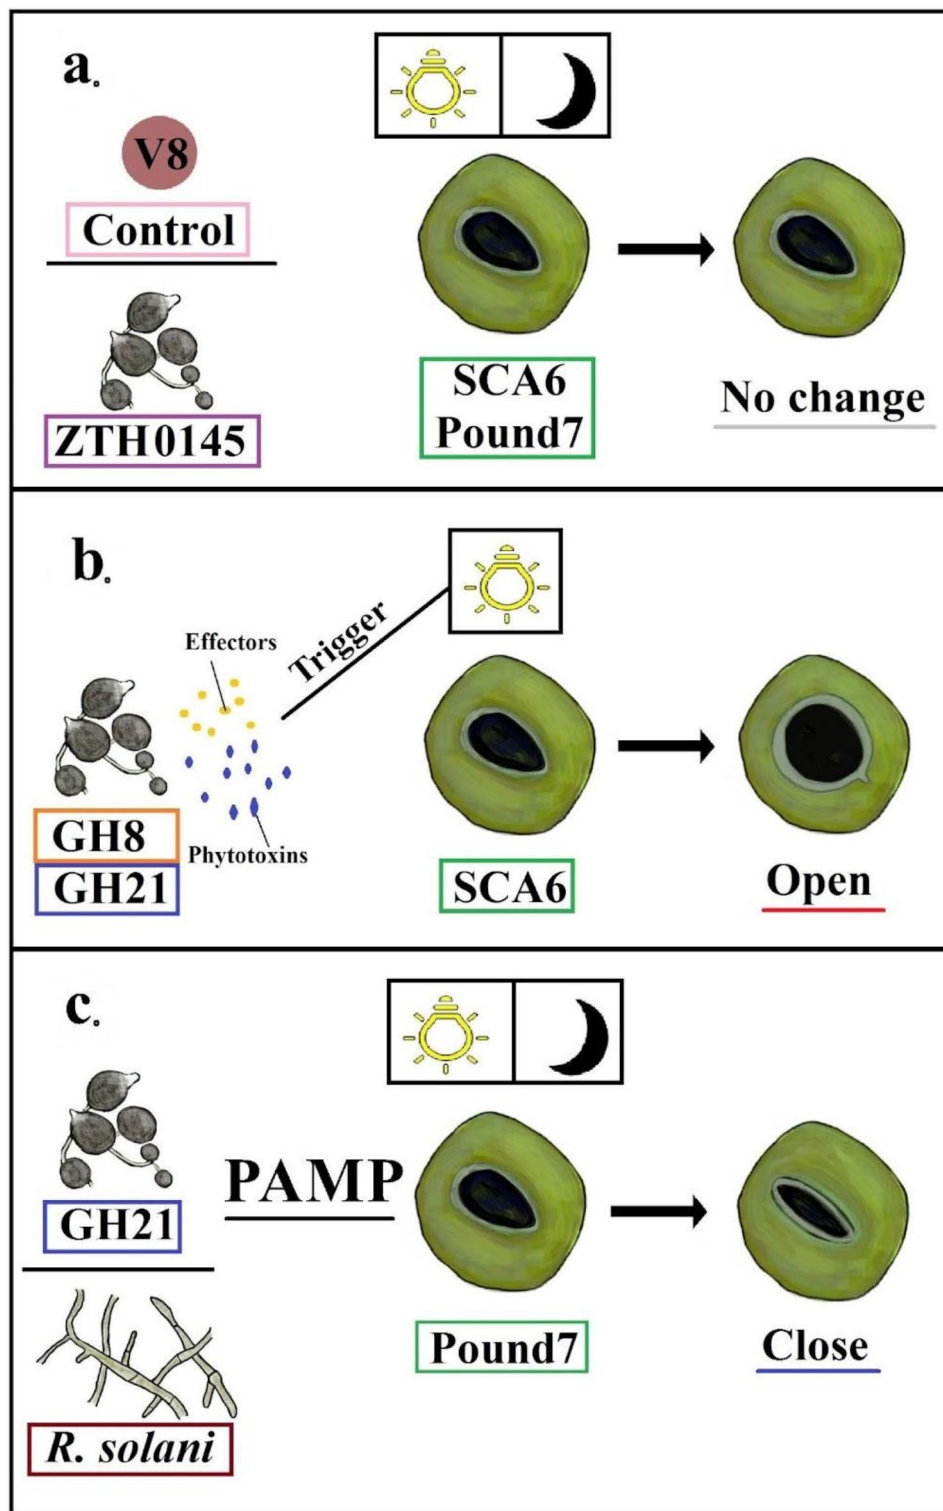 a.
V8
Control
ZTH0145
SCA6
Pound7
No change
b.
Effectors
Trigger
Phytotoxins
GH8
GH21
SCA6
Open
c.
GH21
PAMP
R. solani
Pound7
Close